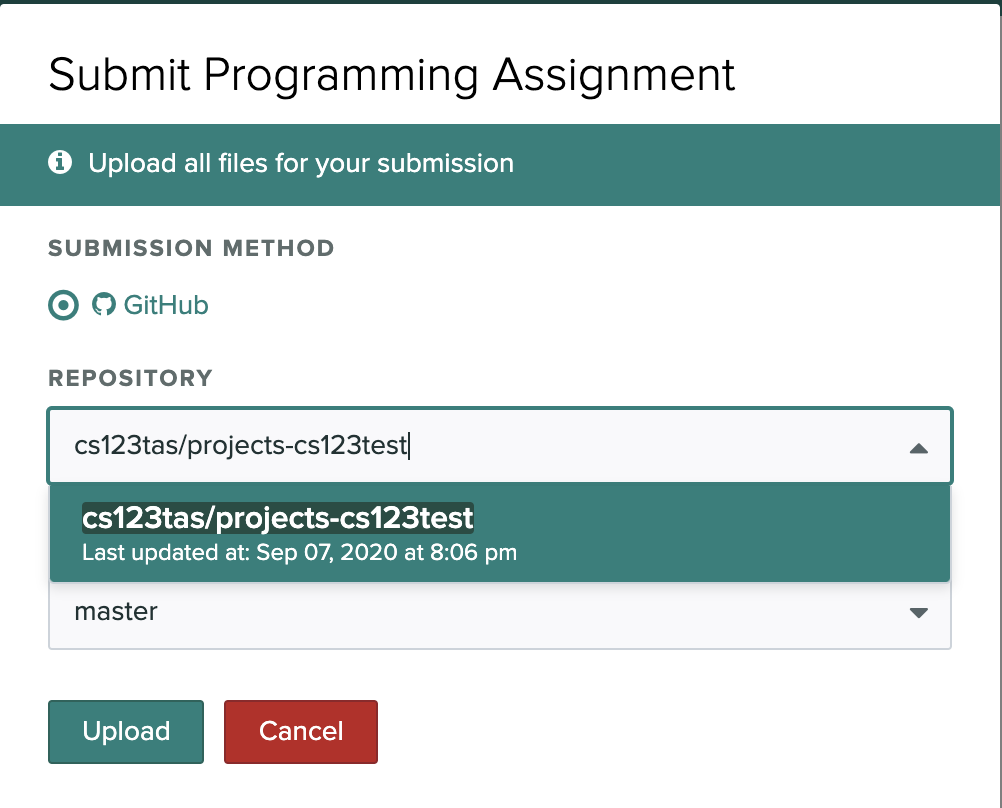 Submit Programming Assignment
Upload all files for your submission
SUBMISSION METHOD
GitHub
REPOSITORY
cs123tas/projects-cs123test
cs123tas/projects-cs123test
Last updated at: Sep 07, 2020 at 8:06 pm
master
Upload
Cancel